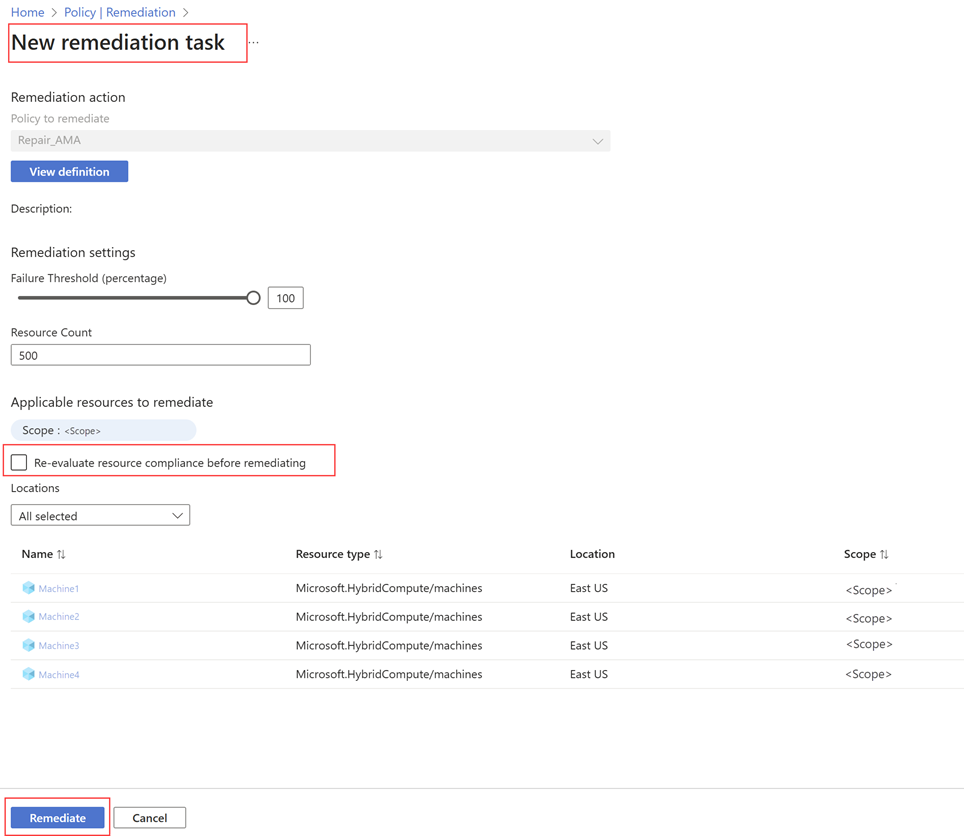 Home > Policy | Remediation >
New remediation task ...
Remediation action
Policy to remediate
Repair_AMA
View definition
Description:
Remediation settings
Failure Threshold (percentage)
100
Resource Count
500
Applicable resources to remediate
Scope : <Scope>
Re-evaluate resource compliance before remediating
Locations
All selected
Name ↑↓ Resource type ↑↓ Location Scope ↑↓
Machine1 Microsoft.HybridCompute/machines East US <Scope>
Machine2 Microsoft.HybridCompute/machines East US <Scope>
Machine3 Microsoft.HybridCompute/machines East US <Scope>
Machine4 Microsoft.HybridCompute/machines East US <Scope>
Remediate Cancel